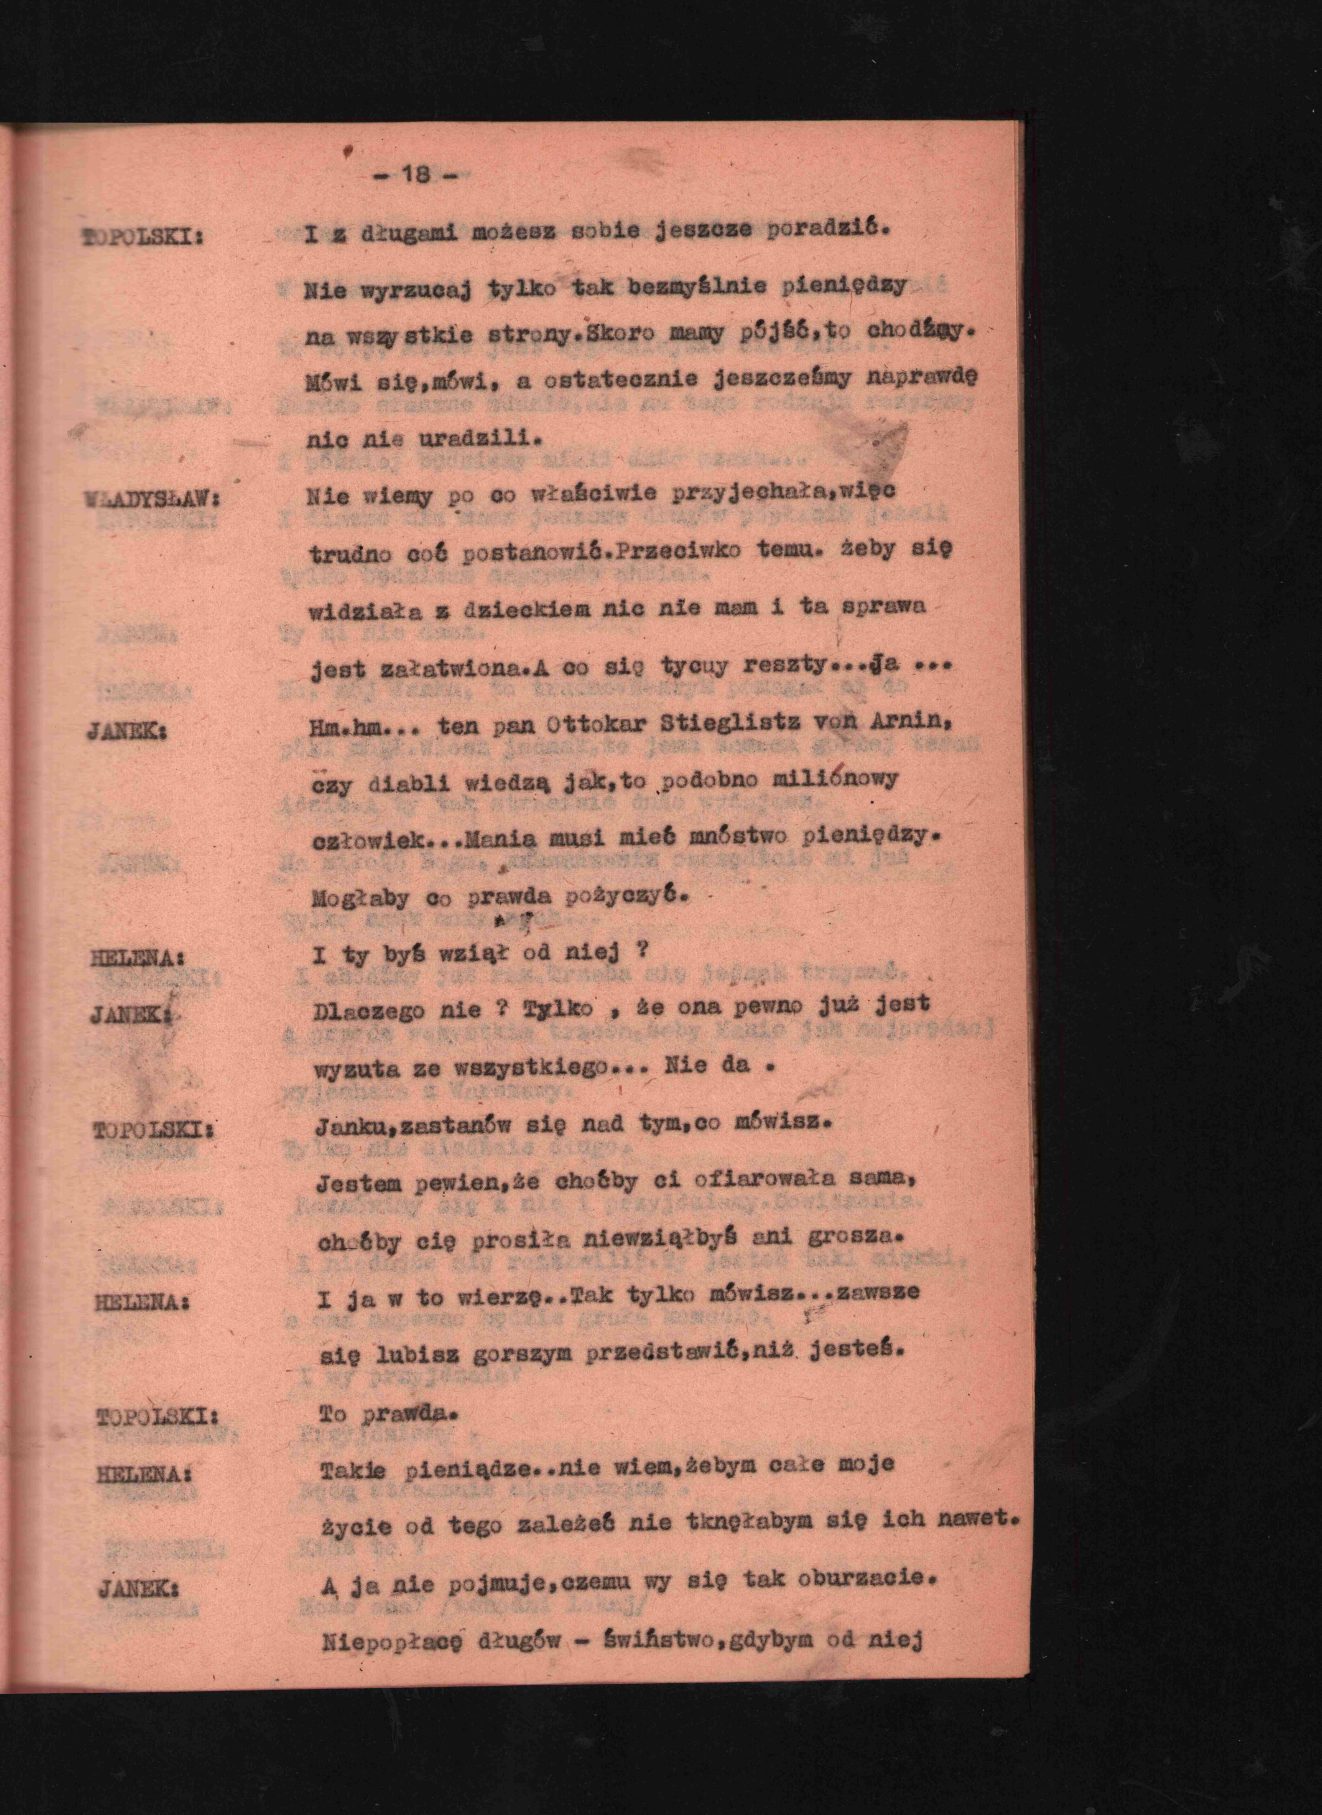 - 18 -
TOPOLSKI: I z długami możesz sobie jeszcze poradzić.
Nie wyrzucaj tylko tak bezmyślnie pieniędzy
na wszystkie strony.Skoro mamy pójść,to chodźmy.
Mówi się,mówi, a ostatecznie jeszcześmy naprawdę
nic nie uradzili.
WŁADYSŁAW: Nie wiemy po co właściwie przyjechała,więc
trudno coć postanowić.Przeciwko temu. żeby się
widziała z dzieckiem nic nie mam i ta sprawa
jest załatwiona.A co się tycuy reszty...Ja ...
JANEK: Hm.hm... ten pan Ottokar Stieglistz von Arnin,
czy diabli wiedzą jak,to podobno miliónowy
człowiek...Mania musi mieć mnóstwo pieniędzy.
Mogłaby co prawda pożyczyć.
HELENA: I ty byś wziął od niej ?
JANEK: Dlaczego nie ? Tylko , że ona pewno już jest
wyzuta ze wszystkiego... Nie da .
TOPOLSKI: Janku,zastanów się nad tym,co mówisz.
Jestem pewien,że choćby ci ofiarowała sama,
choćby cię prosiła niewziąłbyś ani grosza.
HELENA: I ja w to wierzę..Tak tylko mówisz...zawsze
się lubisz gorszym przedstawić,niż jesteś.
TOPOLSKI: To prawda.
HELENA: Takie pieniądze..nie wiem,żebym całe moje
życie od tego zależeć nie tknęłabym się ich nawet.
JANEK: A ja nie pojmuje,czemu wy się tak oburzacie.
Niepopłacę długów - świństwo,gdybym od niej